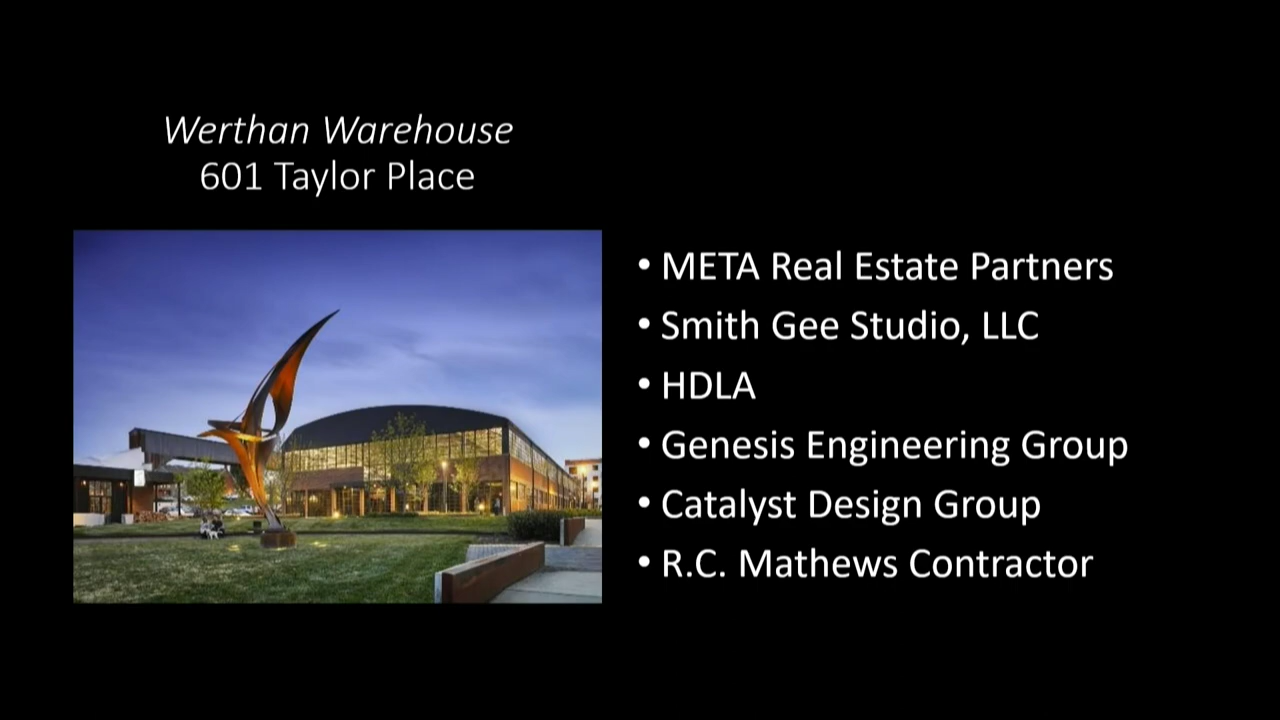 Werthan Warehouse
601 Taylor Place
• META Real Estate Partners
• Smith Gee Studio, LLC
• HDLA
• Genesis Engineering Group
• Catalyst Design Group
• R.C. Mathews Contractor